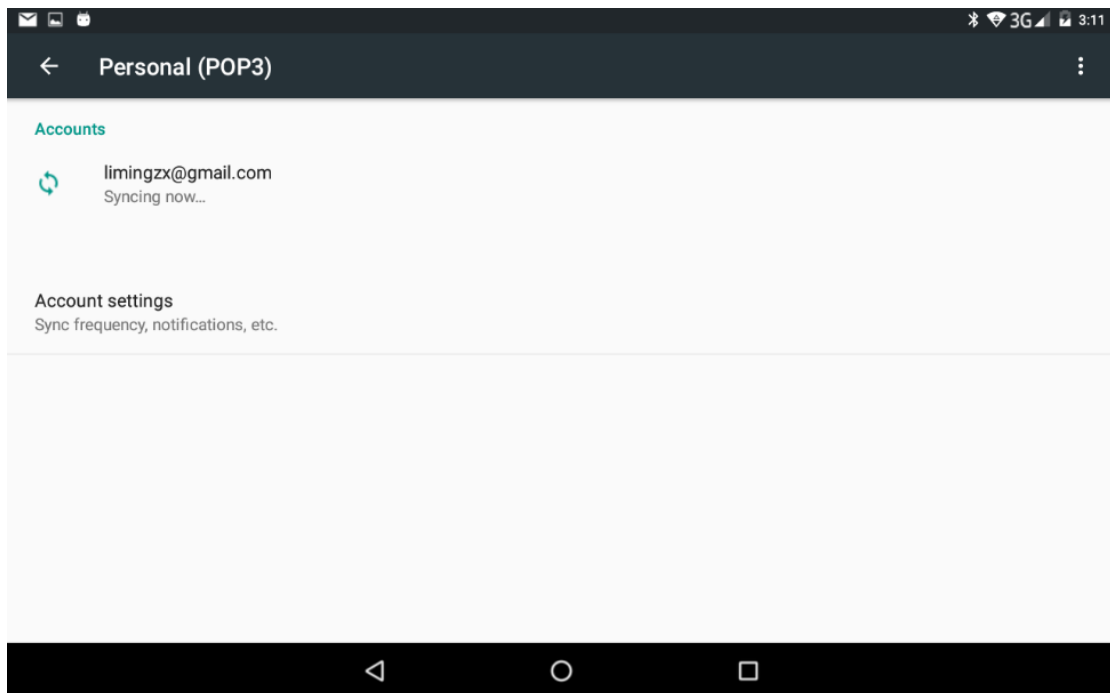 3G 3:11
Personal (POP3)
Accounts
limingzx@gmail.com
Syncing now...
Account settings
Sync frequency, notifications, etc.